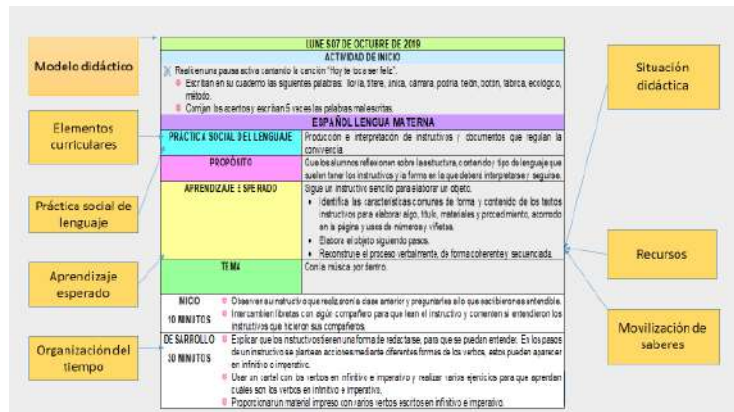 Modelo didáctico
Elementos
curriculares
Práctica social de
lenguaje
Aprendizaje
esperado
Organización del
tiempo
LUNES 07 DE OCTUBRE DE 2019
ACTIVIDAD DE INICIO
Realicen una pausa activa cantando la canción "Hoy te toca ser feliz".
Escriban en su cuaderno las siguientes palabras: lluvia, títere, única, cámara, podría, león, botón, fábrica, ecológico,
método.
Corrijan los acentos y escriban 5 veces las palabras mal escritas.
ESPAÑOL LENGUA MATERNA
PRÁCTICA SOCIAL DEL LENGUAJE
Producción e interpretación de instructivos y documentos que regulan la
convivencia.
PROPÓSITO
Que los alumnos reflexionen sobre la estructura, contenido y tipo de lenguaje que
suelen tener los instructivos y la forma en la que deberá interpretarse y seguirse.
APRENDIZAJE ESPERADO
Sigue un instructivo sencillo para elaborar un objeto.
Identifica las características comunes de forma y contenido de los textos
instructivos para elaborar algo, título, materiales y procedimiento, acomodo
en la página y usos de números y viñetas.
Elabora el objeto siguiendo pasos.
Reconstruye el proceso verbalmente, de forma coherente y secuenciada.
TEMA
Con la música por dentro.
INICIO
10 MINUTOS
Observen su instructivo que realizaron la clase anterior y preguntarles si lo que escribieron es entendible.
Intercambien libretas con algún compañero para que lean el instructivo y comenten si entendieron los
instructivos que hicieron sus compañeros.
DESARROLLO
30 MINUTOS
Explicar que los instructivos tienen una forma de redactarse, para que se puedan entender. En los pasos
de un instructivo se plantean acciones mediante diferentes formas de los verbos, estos pueden aparecer
en infinitivo o imperativo.
Usar un cartel con los verbos en infinitivo e imperativo y realizar varios ejercicios para que aprendan
cuáles son los verbos en infinitivo e imperativo.
Proporcionar un material impreso con varios verbos escritos en infinitivo e imperativo.
Situación
didáctica
Recursos
Movilización de
saberes